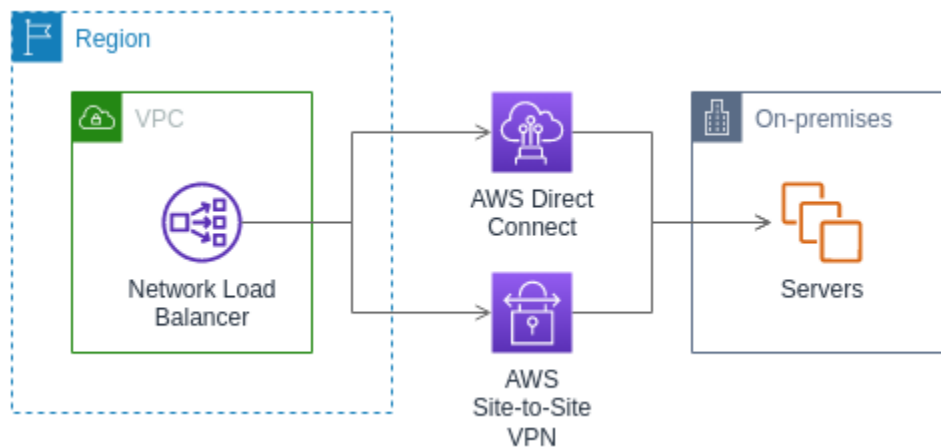 Region
VPC
Network Load
Balancer
AWS Direct
Connect
AWS
Site-to-Site
VPN
On-premises
Servers